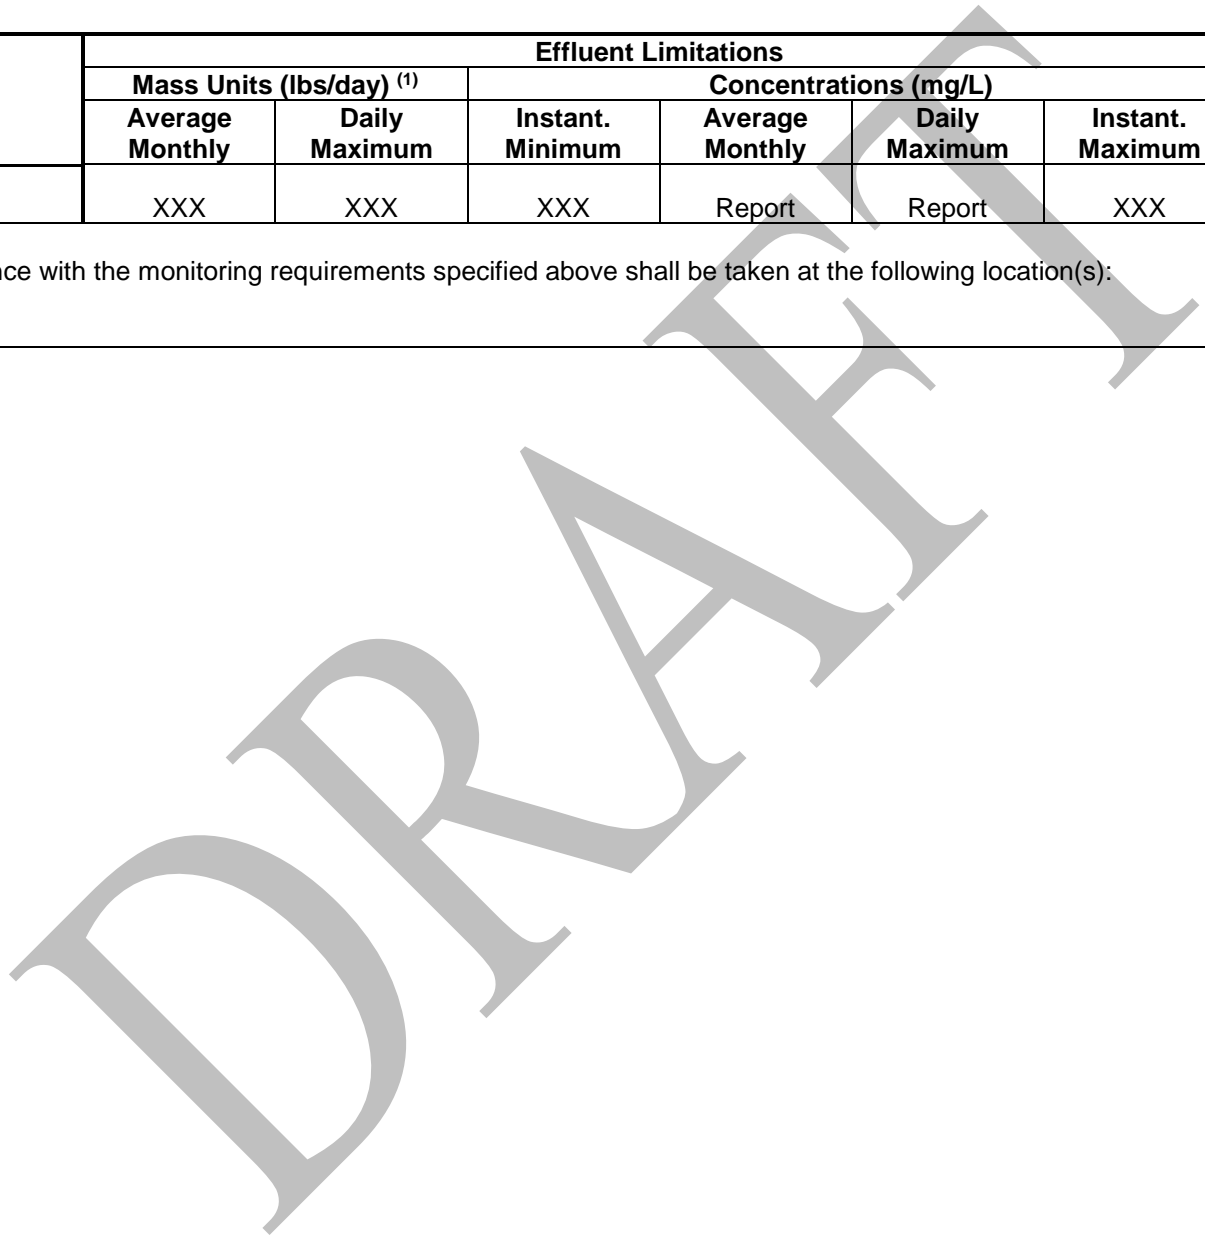 Effluent Limitations
Mass Units (lbs/day) (1) Concentrations (mg/L)
Average Monthly Daily Maximum Instant. Minimum Average Monthly Daily Maximum Instant. Maximum
XXX XXX XXX Report Report XXX
with the monitoring requirements specified above shall be taken at the following location(s):
DRAFT